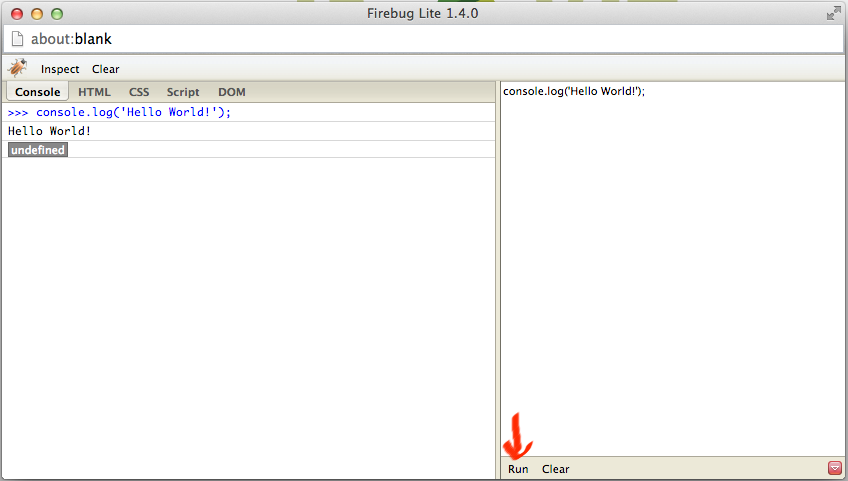 Firebug Lite 1.4.0
about:blank
Inspect Clear
Console HTML CSS Script DOM
>>> console.log('Hello World!');
Hello World!
undefined
console.log('Hello World!');
Run Clear